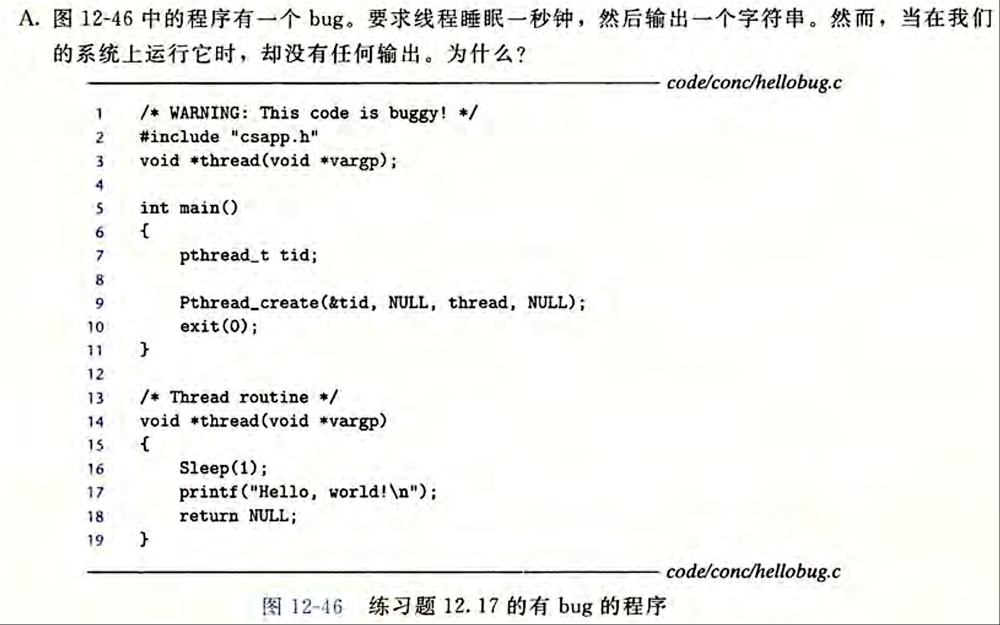 A. 图 12-46 中的程序有一个 bug。要求线程睡眠一秒钟，然后输出一个字符串。然而，当在我们
的系统上运行它时，却没有任何输出。为什么?
code/conc/hellobug.c
1 /* WARNING: This code is buggy! */
2 #include "csapp.h"
3 void *thread(void *vargp);
4
5 int main()
6 {
7 pthread_t tid;
8
9 Pthread_create(&tid, NULL, thread, NULL);
10 exit(0);
11 }
12
13 /* Thread routine */
14 void *thread(void *vargp)
15 {
16 Sleep(1);
17 printf("Hello, world!\n");
18 return NULL;
19 }
code/conc/hellobug.c
图 12-46 练习题 12.17 的有 bug 的程序